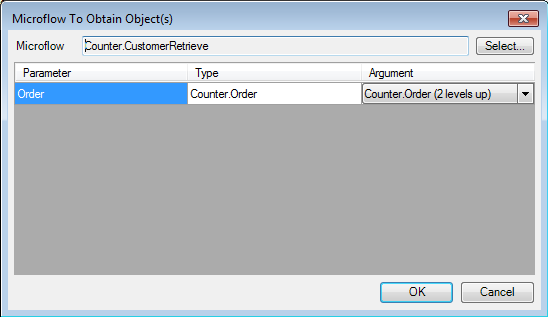 Microflow To Obtain Object(s)
Microflow Counter.CustomerRetrieve Select...
Parameter Type Argument
Order Counter.Order Counter.Order (2 levels up)
OK Cancel